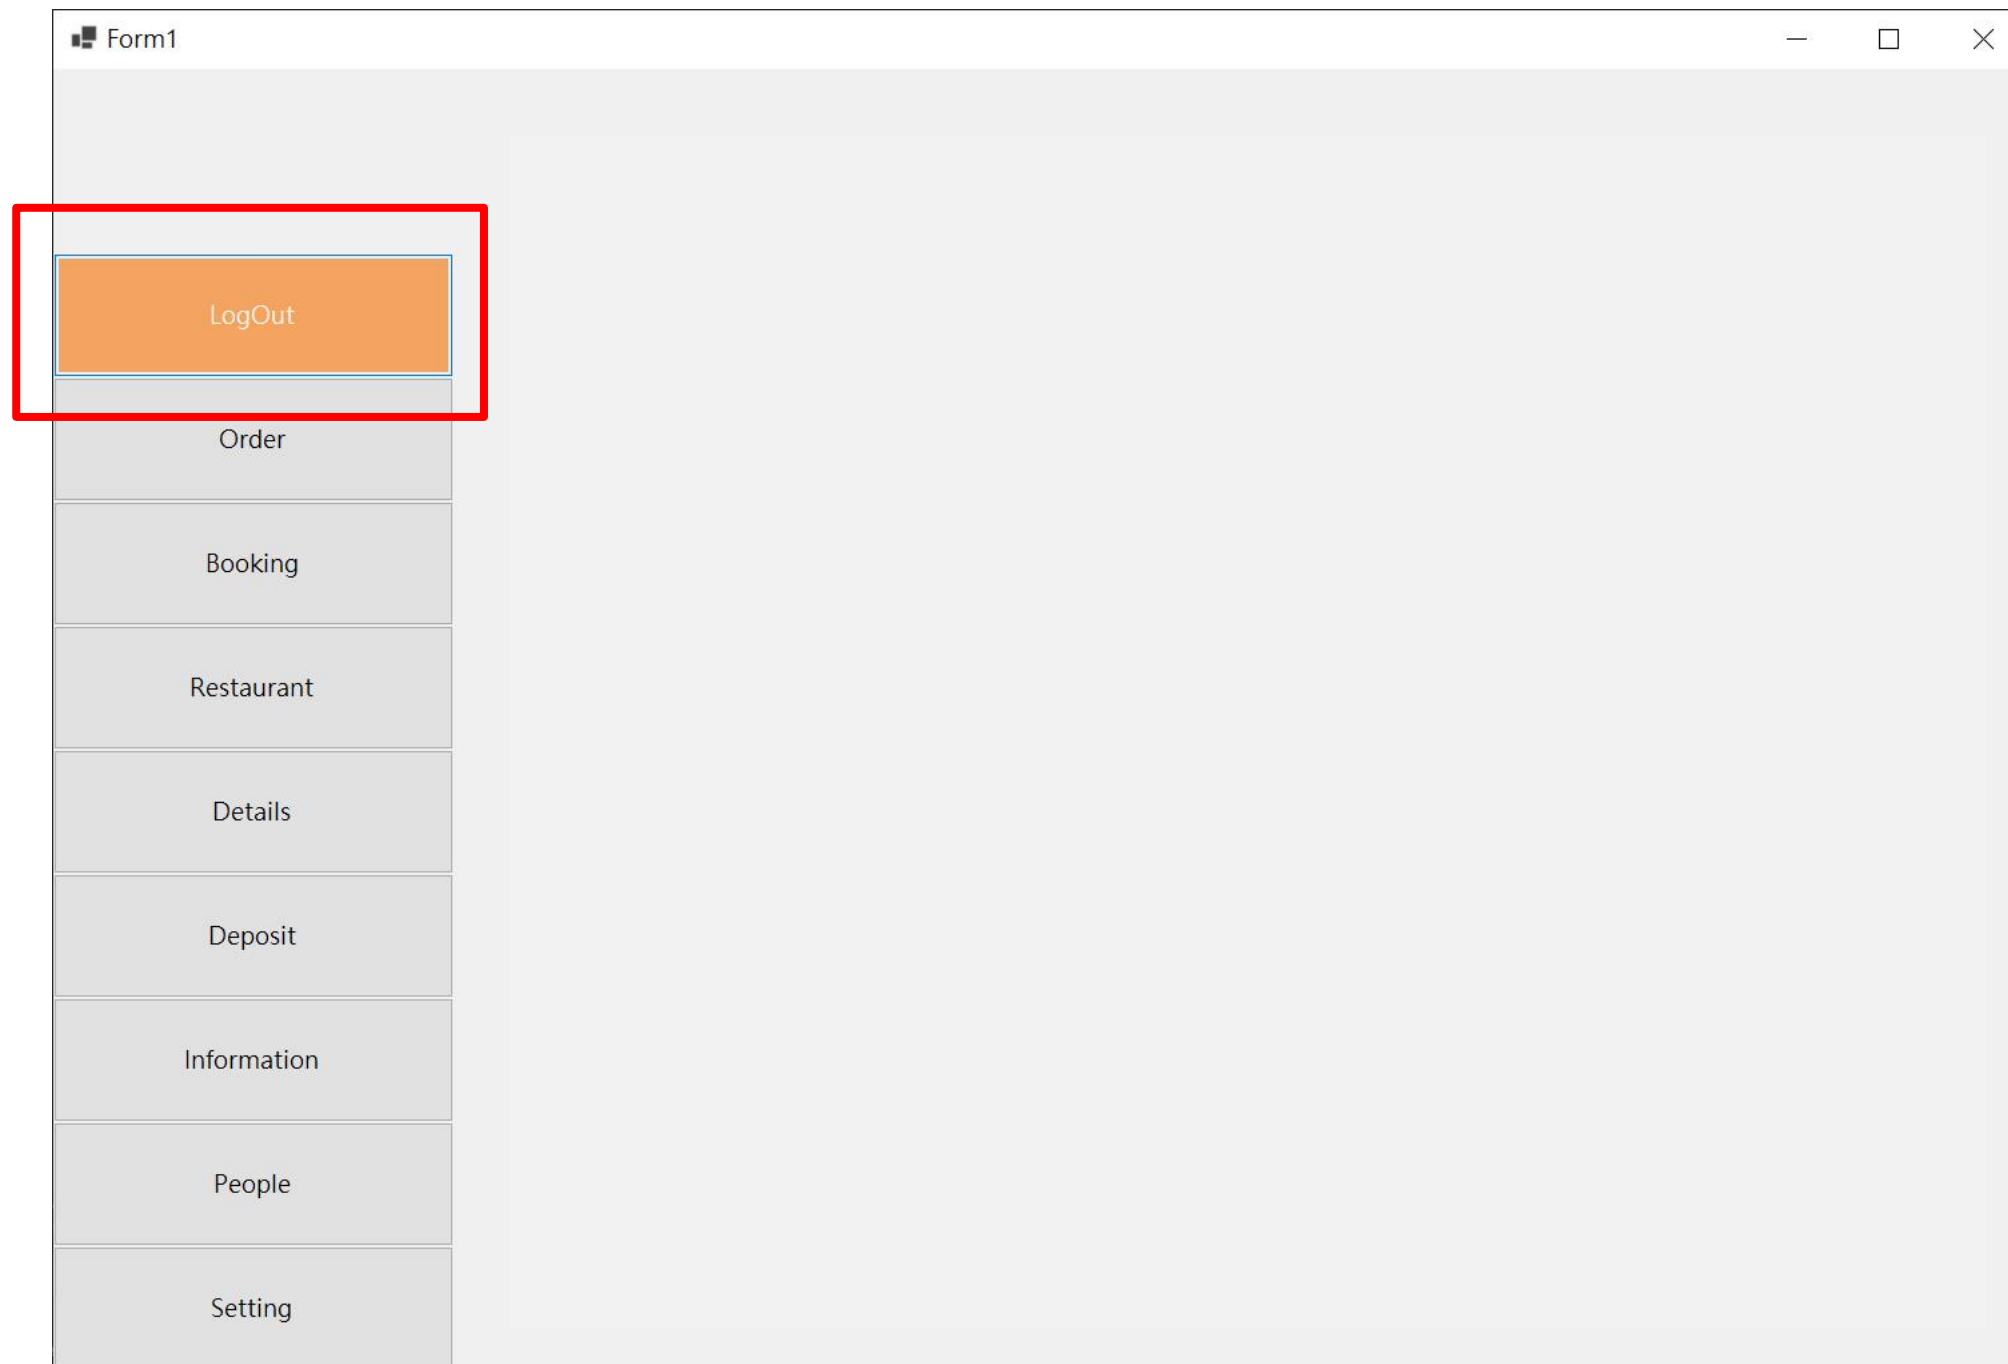 Form1
LogOut
Order
Booking
Restaurant
Details
Deposit
Information
People
Setting